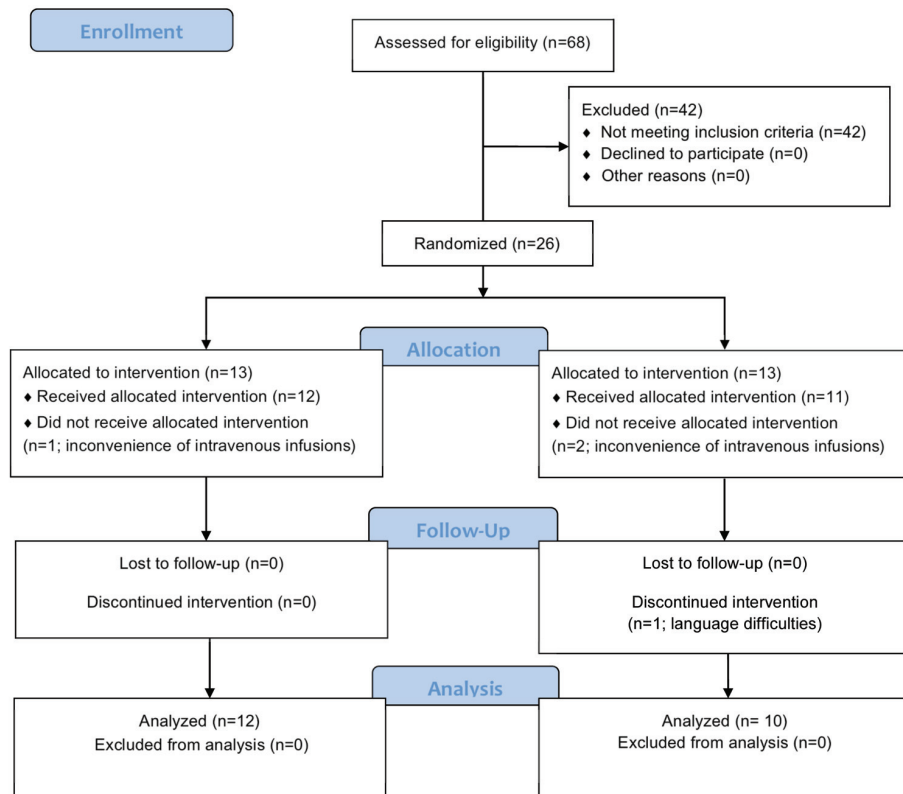 Enrollment
Assessed for eligibility (n=68)
Excluded (n=42)
♦ Not meeting inclusion criteria (n=42)
♦ Declined to participate (n=0)
♦ Other reasons (n=0)
Randomized (n=26)
Allocation
Allocated to intervention (n=13)
♦ Received allocated intervention (n=12)
♦ Did not receive allocated intervention
(n=1; inconvenience of intravenous infusions)
Allocated to intervention (n=13)
♦ Received allocated intervention (n=11)
♦ Did not receive allocated intervention
(n=2; inconvenience of intravenous infusions)
Follow-Up
Lost to follow-up (n=0)
Discontinued intervention (n=0)
Lost to follow-up (n=0)
Discontinued intervention
(n=1; language difficulties)
Analysis
Analyzed (n=12)
Excluded from analysis (n=0)
Analyzed (n= 10)
Excluded from analysis (n=0)